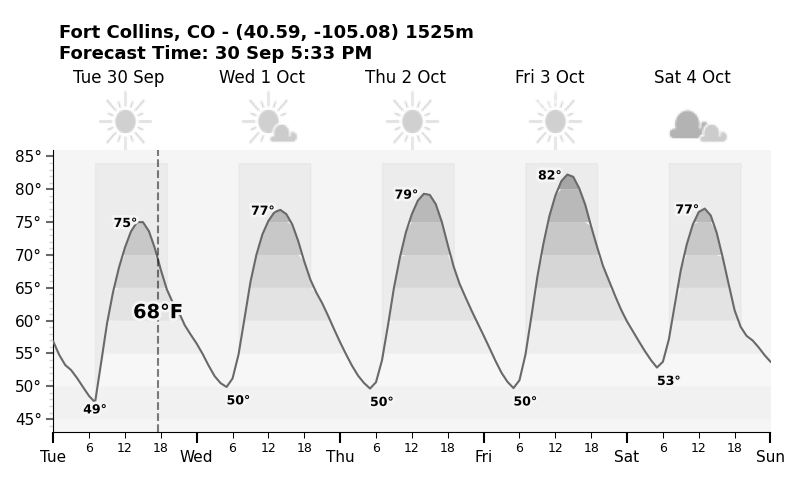 Fort Collins, CO - (40.59, -105.08) 1525m
Forecast Time: 30 Sep 5:33 PM
Tue 30 Sep Wed 1 Oct Thu 2 Oct Fri 3 Oct Sat 4 Oct
85°
80°
75°
70°
65°
60°
55°
50°
45°
75° 77° 79° 82° 77°
68°F
49° 50° 50° 50° 53°
6 12 18 6 12 18 6 12 18 6 12 18 6 12 18
Tue Wed Thu Fri Sat Sun